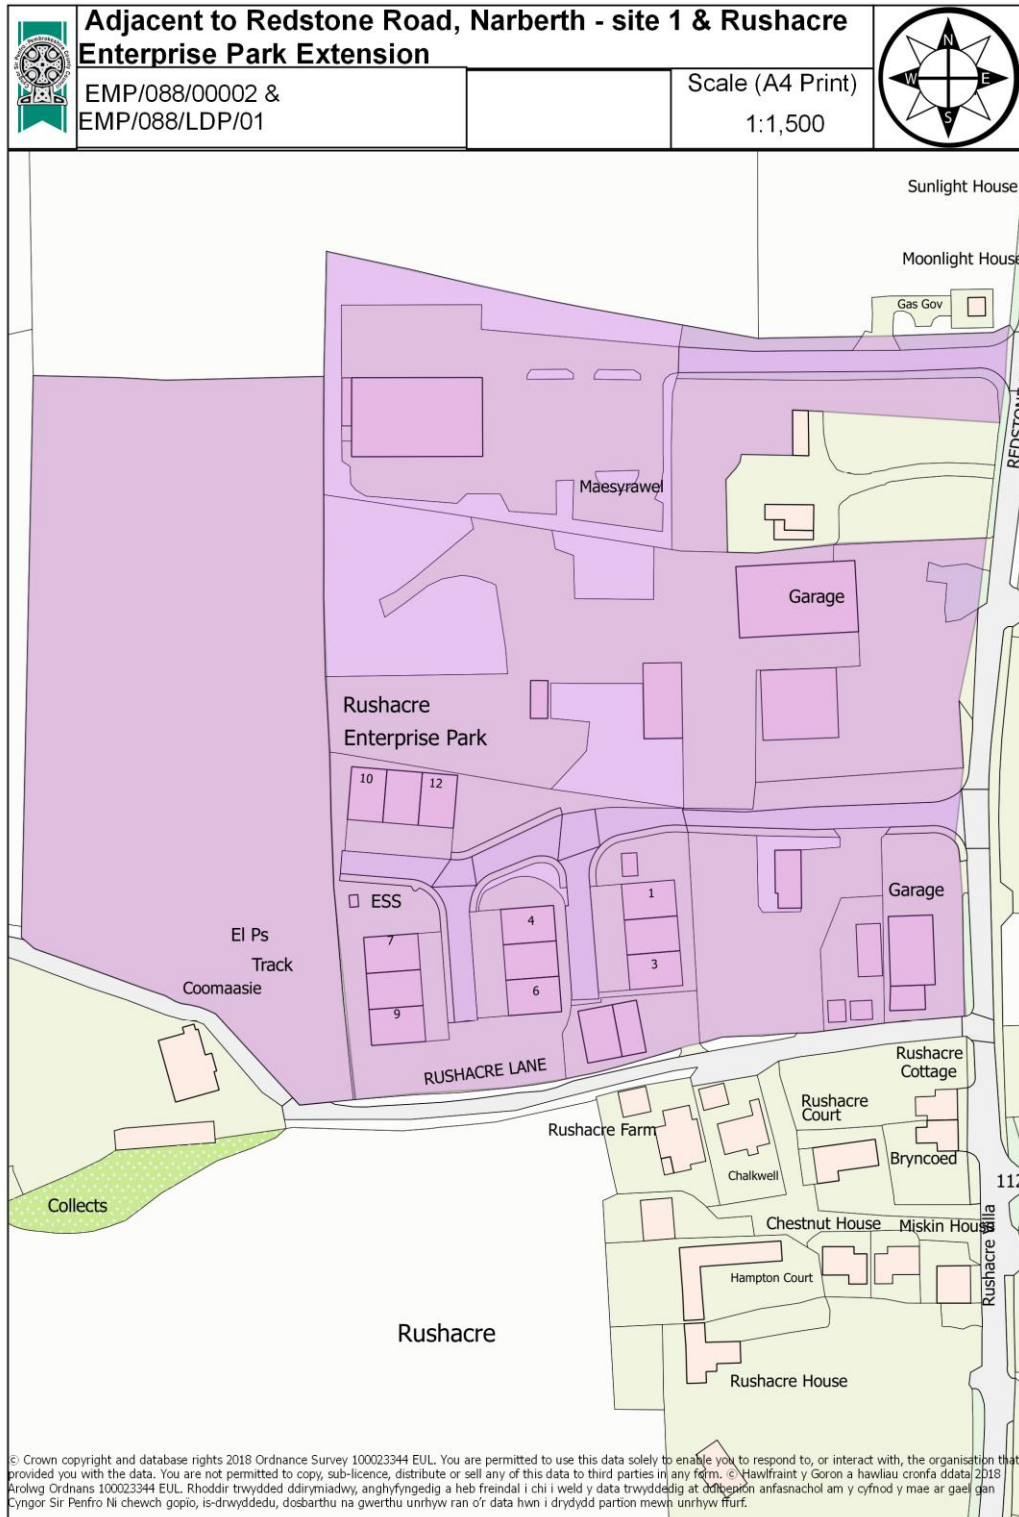 Adjacent to Redstone Road, Narberth - site 1 & Rushacre
Enterprise Park Extension
EMP/088/00002 &
EMP/088/LDP/01
Scale (A4 Print)
1:1,500
N
W
E
S
Sunlight House
Moonlight House
Gas Gov
REDSTONE
Maesyrawel
Garage
Rushacre
Enterprise Park
10
12
ESS
7
9
4
6
1
3
Garage
El Ps
Track
Coomaasie
RUSHACRE LANE
Rushacre
Cottage
Rushacre
Court
Rushacre Farm
Bryncoed
Chalkwell
112
Collects
Chestnut House
Miskin House
Rushacre Villa
Hampton Court
Rushacre
Rushacre House
© Crown copyright and database rights 2018 Ordnance Survey 100023344 EUL. You are permitted to use this data solely to enable you to respond to, or interact with, the organisation that
provided you with the data. You are not permitted to copy, sub-licence, distribute or sell any of this data to third parties in any form. © Hawlfraint y Goron a hawliau cronfa ddata 2018
Arolwg Ordnans 100023344 EUL. Rhoddir trwydded ddirymiadwy, anghyfyngedig a heb freindal i chi i weld y data trwyddedig at ddibenion anfasnachol am y cyfnod y mae ar gael gan
Cyngor Sir Penfro Ni chewch gopïo, is-drwyddedu, dosbarthu na gwerthu unrhyw ran o'r data hwn i drydydd partïon mewn unrhyw ffurf.